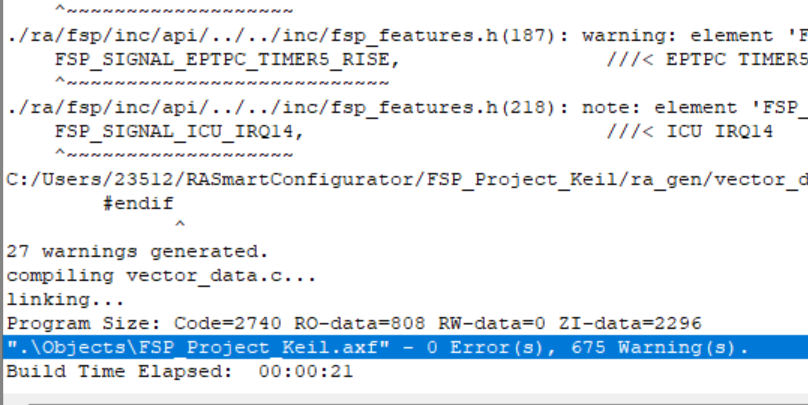 ^~~~~~~~~~~~~~~~~~~~
./ra/fsp/inc/api/../../inc/fsp_features.h(187): warning: element 'F
FSP_SIGNAL_EPTPC_TIMER5_RISE, ///< EPTPC TIMER5
^~~~~~~~~~~~~~~~~~~~~~~~~~~~
./ra/fsp/inc/api/../../inc/fsp_features.h(218): note: element 'FSP_
FSP_SIGNAL_ICU_IRQ14, ///< ICU IRQ14
^~~~~~~~~~~~~~~~~~~~
C:/Users/23512/RASmartConfigurator/FSP_Project_Keil/ra_gen/vector_d
#endif
^
27 warnings generated.
compiling vector_data.c...
linking...
Program Size: Code=2740 RO-data=808 RW-data=0 ZI-data=2296
".\Objects\FSP_Project_Keil.axf" - 0 Error(s), 675 Warning(s).
Build Time Elapsed:  00:00:21